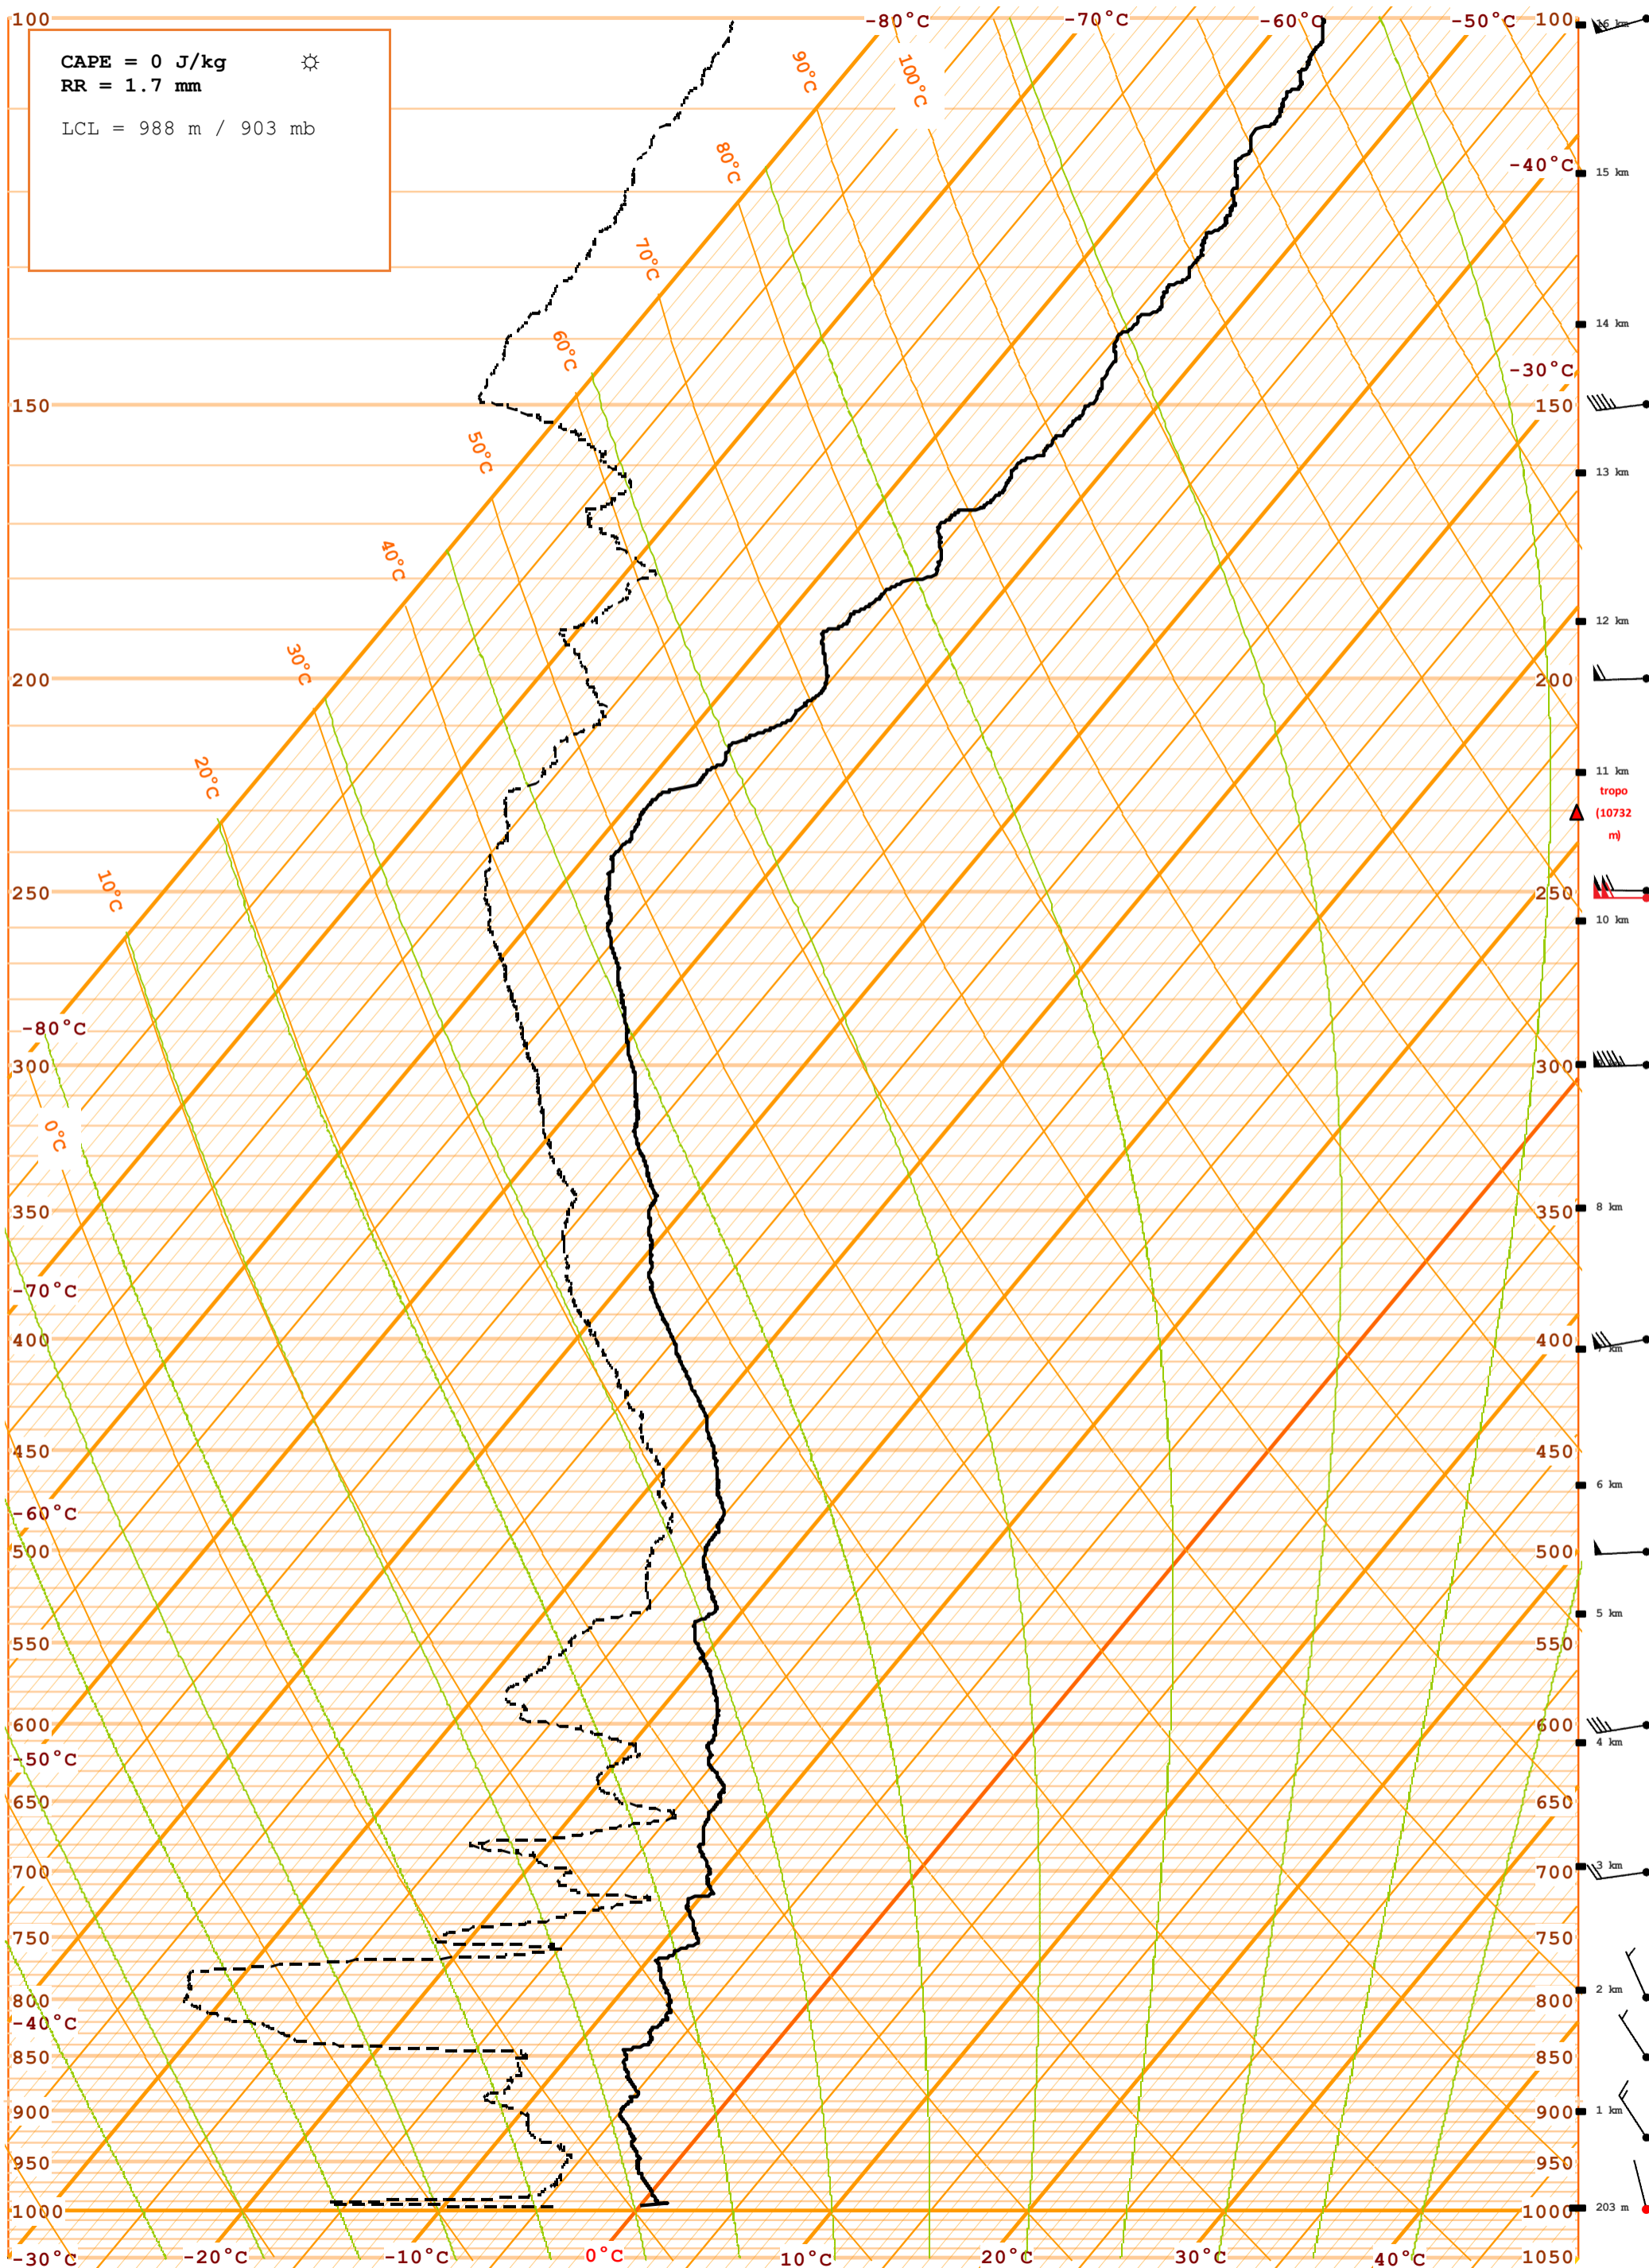 100 -80°C -70°C -60°C -50°C 100 16 km
CAPE = 0 J/kg ☼
RR = 1.7 mm
LCL = 988 m / 903 mb
90°C 100°C
80°C -40°C 15 km
70°C
14 km
60°C -30°C
150 150
50°C 13 km
40°C
12 km
30°C
200 200
20°C 11 km
tropo
(10732
m)
10°C 250 250
10 km
-80°C
300 300
0°C
350 350 8 km
-70°C
400 400 7 km
450 450
6 km
-60°C
500 500
5 km
550 550
600 600
4 km
-50°C
650 650
700 700 3 km
750 750
2 km
800 800
-40°C
850 850
900 900 1 km
950 950
1000 1000 203 m
-30°C -20°C -10°C 0°C 10°C 20°C 30°C 40°C 1050